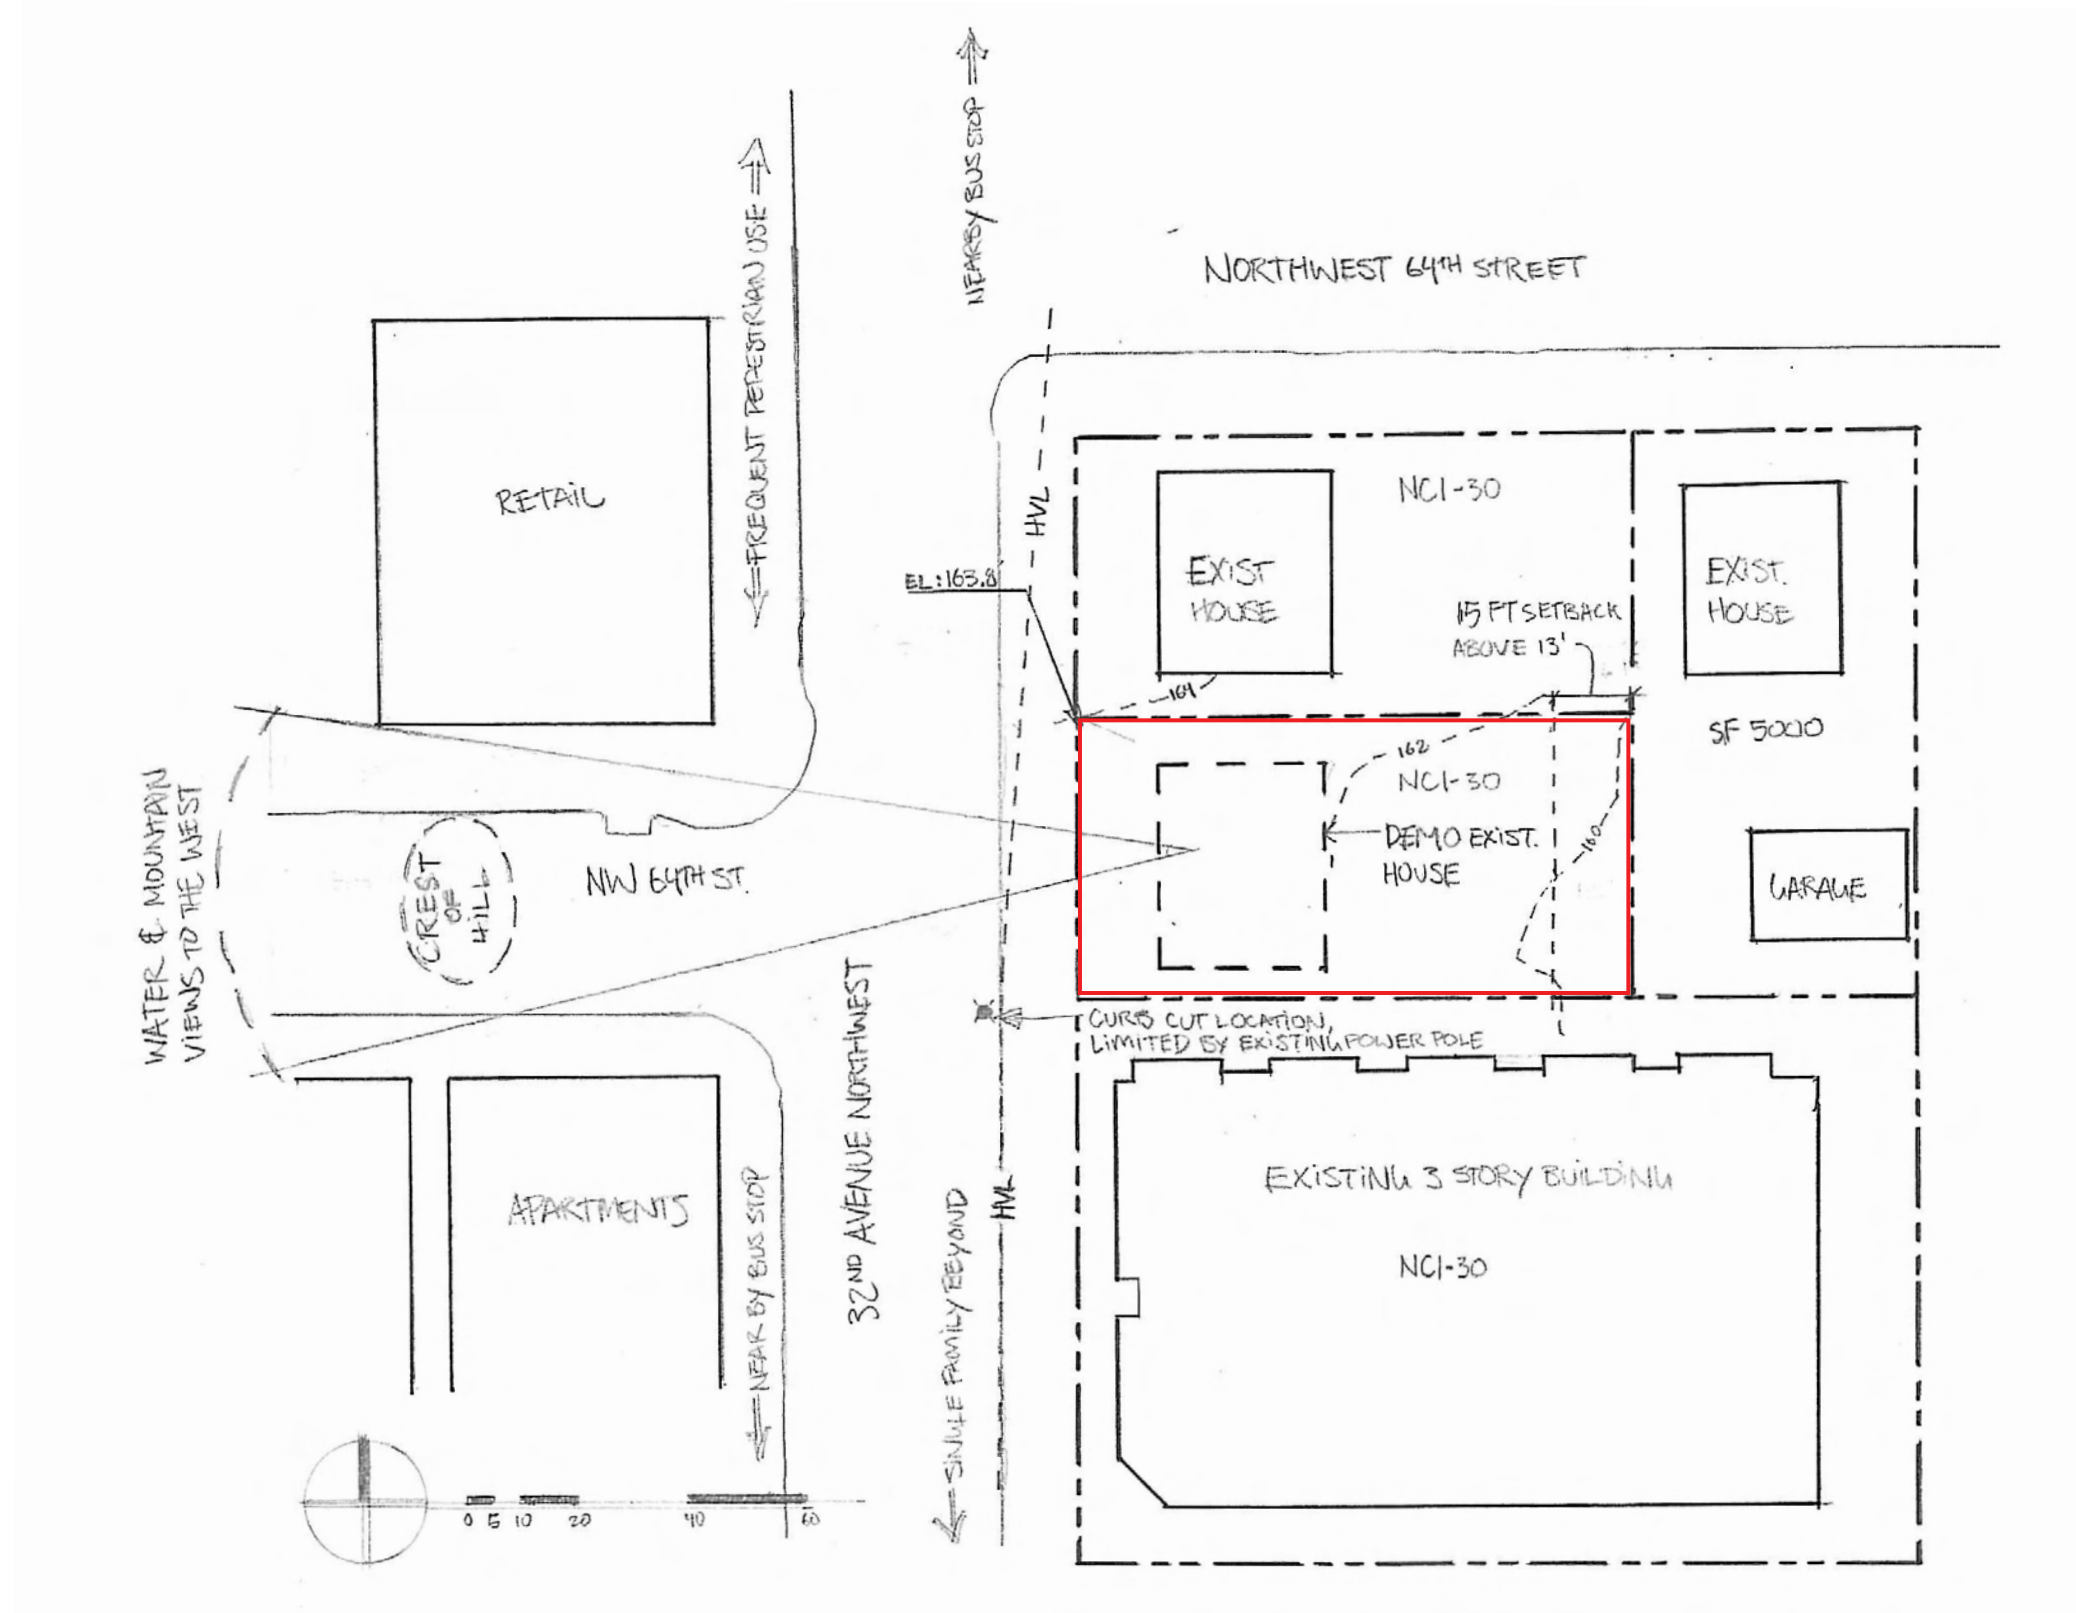 NEARBY BUS STOP
FREQUENT PEDESTRIAN USE
NORTHWEST 64TH STREET
RETAIL
HVL
NC1-30
EL:163.8
EXIST
HOUSE
EXIST.
HOUSE
15 FT SETBACK
ABOVE 13'
164
SF 5000
162
NC1-30
WATER & MOUNTAIN
VIEWS TO THE WEST
CREST
OF
HILL
NW 64TH ST.
DEMO EXIST.
HOUSE
160
GARAGE
32ND AVENUE NORTHWEST
CURB CUT LOCATION,
LIMITED BY EXISTING POWER POLE
APARTMENTS
NEAR BY BUS STOP
SINGLE FAMILY BEYOND
HVL
EXISTING 3 STORY BUILDING
NC1-30
0 5 10 20 40 60